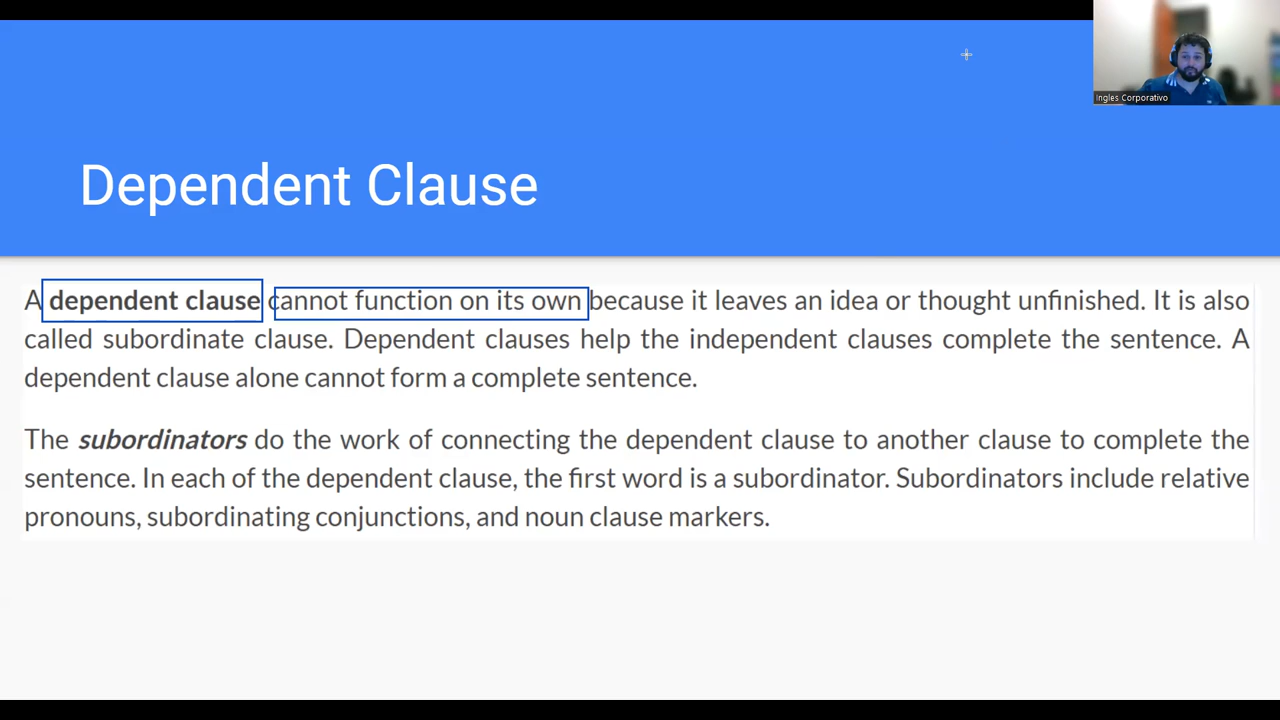 Ingles Corporativo
Dependent Clause
A dependent clause cannot function on its own because it leaves an idea or thought unfinished. It is also
called subordinate clause. Dependent clauses help the independent clauses complete the sentence. A
dependent clause alone cannot form a complete sentence.
The subordinators do the work of connecting the dependent clause to another clause to complete the
sentence. In each of the dependent clause, the first word is a subordinator. Subordinators include relative
pronouns, subordinating conjunctions, and noun clause markers.